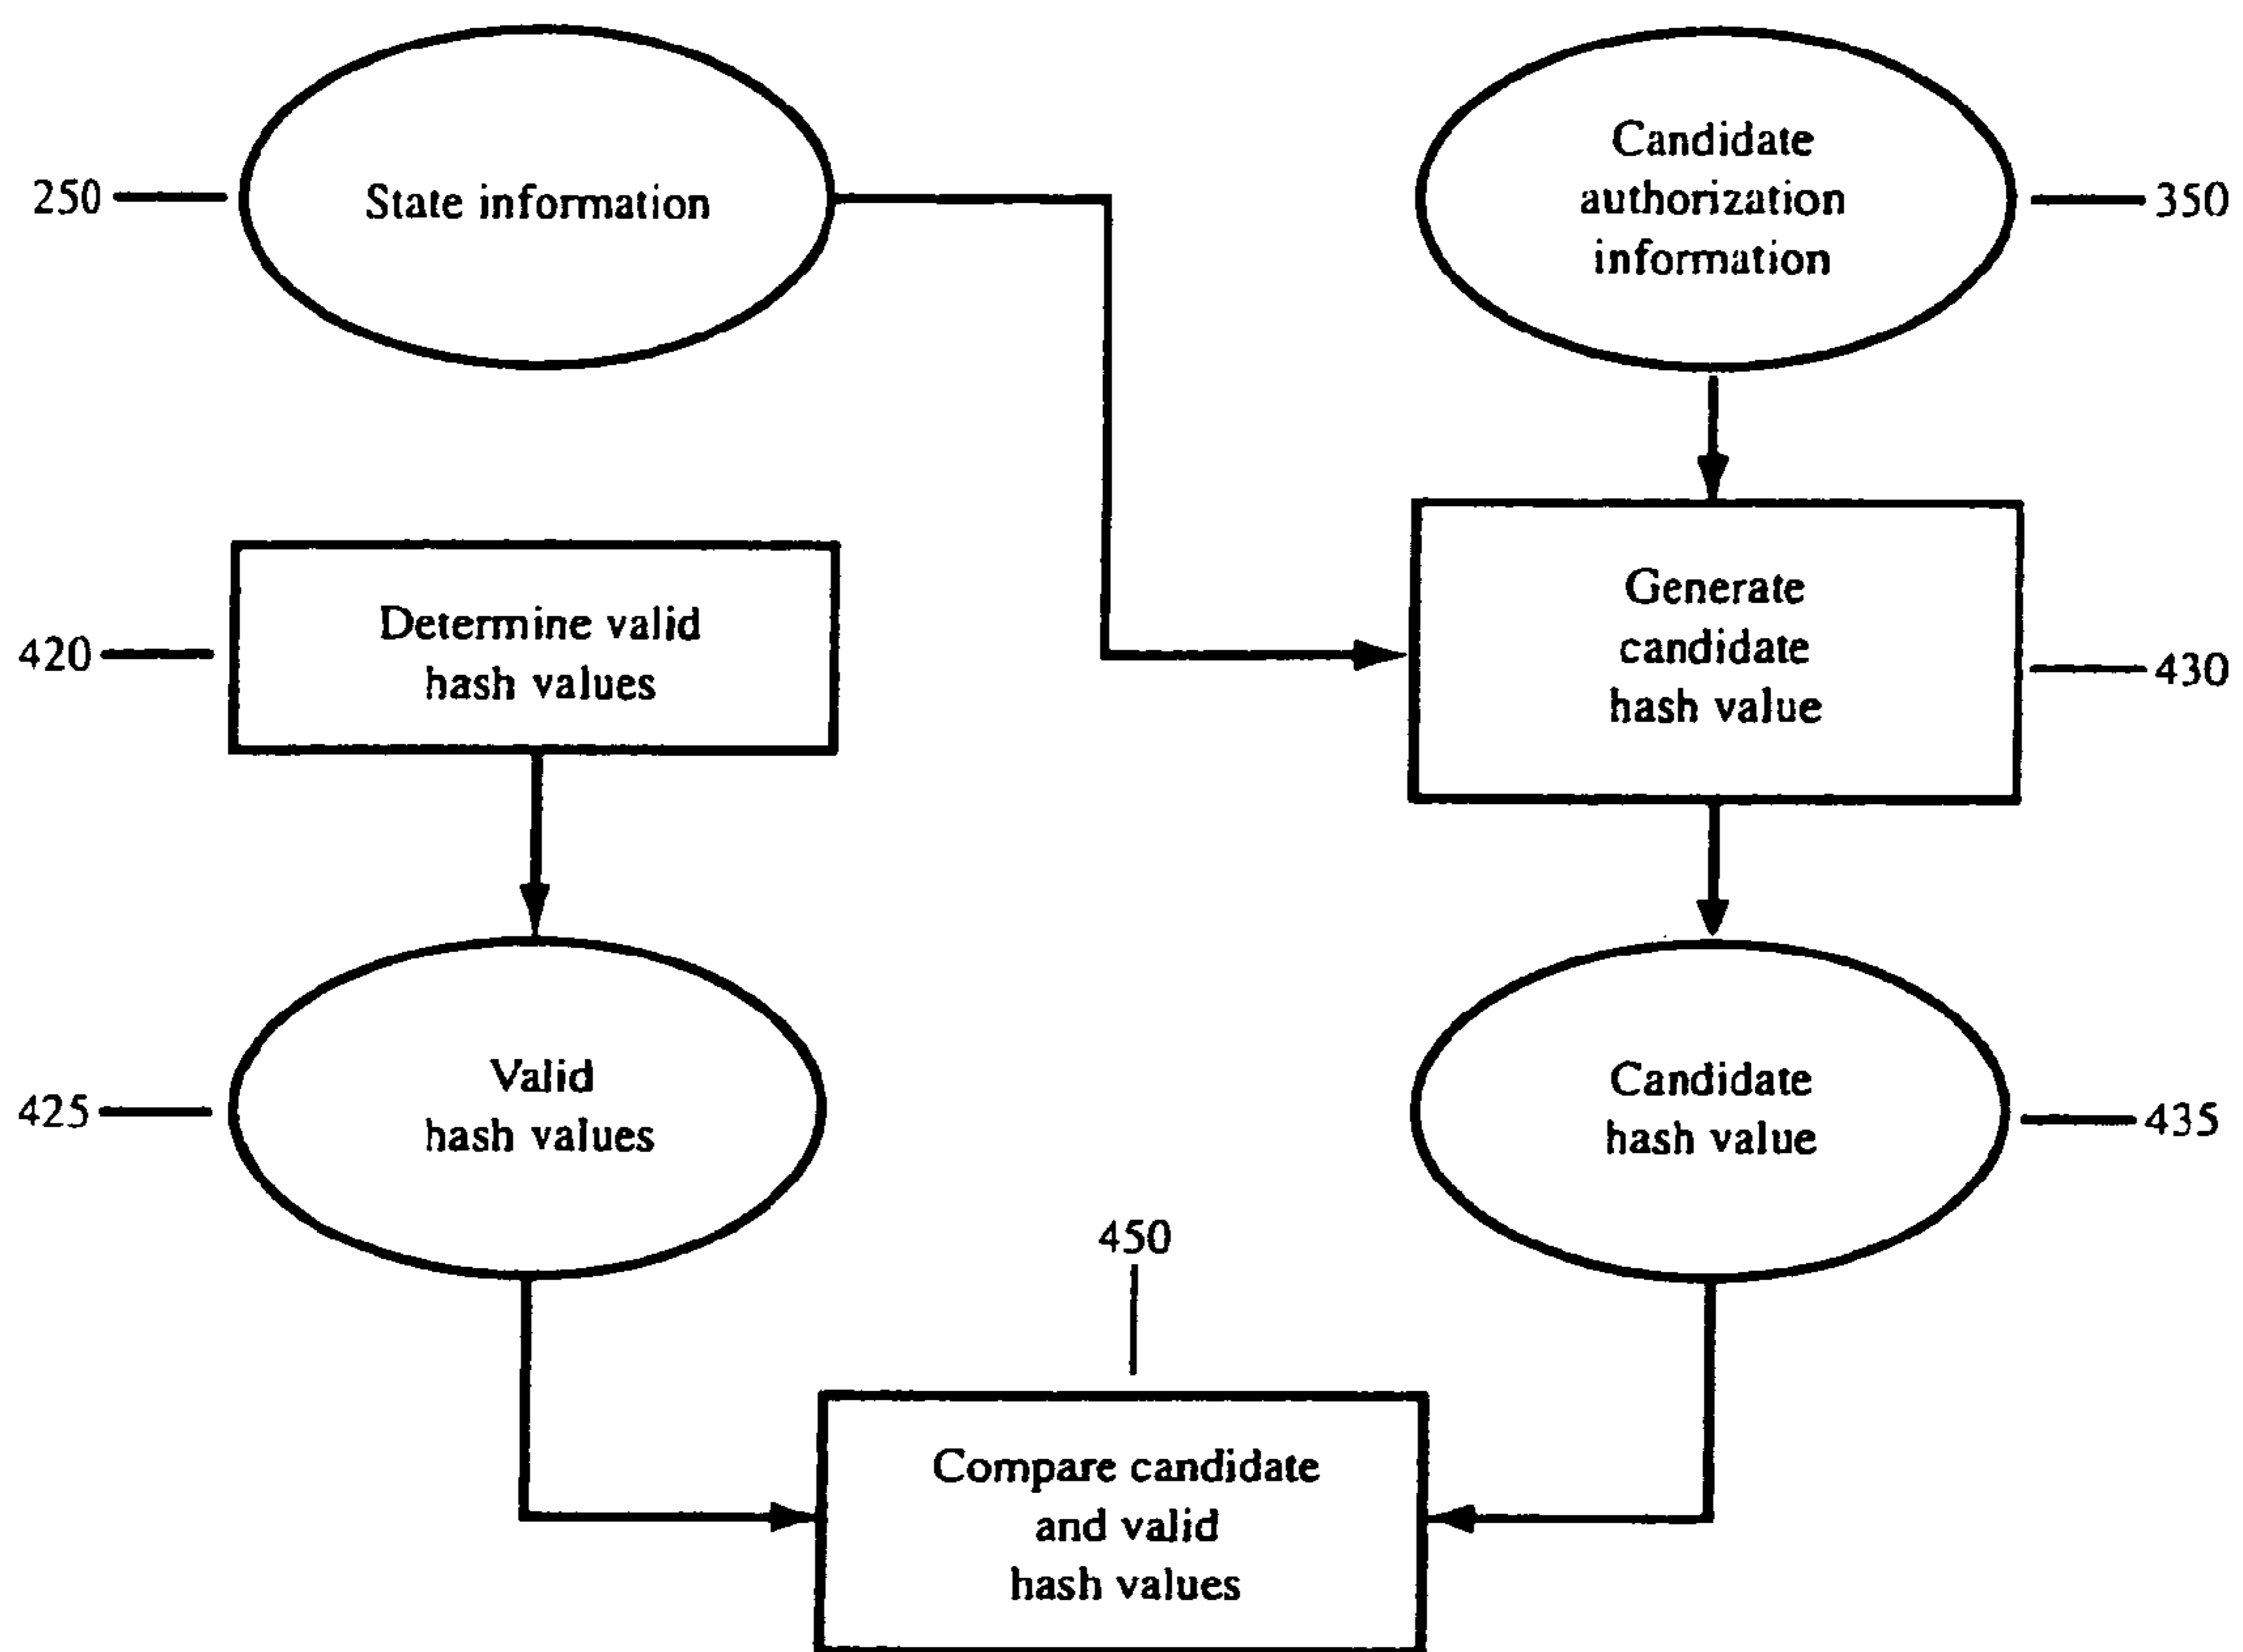 250
State information
Candidate
authorization
information
350
420
Determine valid
hash values
Generate
candidate
hash value
430
425
Valid
hash values
Candidate
hash value
435
450
Compare candidate
and valid
hash values